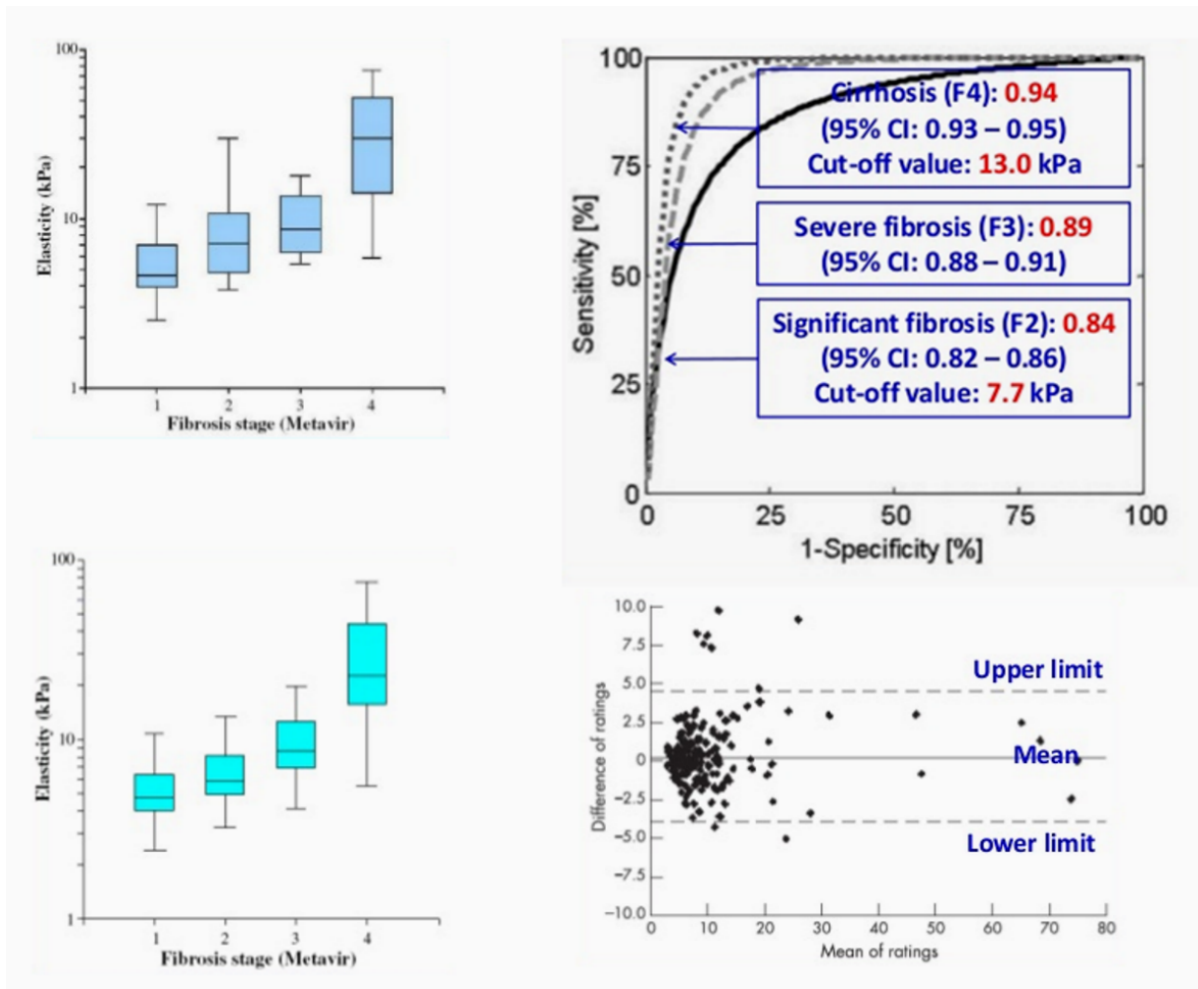 100
10
1
Elasticity (kPa)
1 2 3 4
Fibrosis stage (Metavir)
100
75
50
25
0
Sensitivity [%]
0 25 50 75 100
1-Specificity [%]
Cirrhosis (F4): 0.94
(95% CI: 0.93 – 0.95)
Cut-off value: 13.0 kPa
Severe fibrosis (F3): 0.89
(95% CI: 0.88 – 0.91)
Significant fibrosis (F2): 0.84
(95% CI: 0.82 – 0.86)
Cut-off value: 7.7 kPa
100
10
1
Elasticity (kPa)
1 2 3 4
Fibrosis stage (Metavir)
10.0
7.5
5.0
2.5
0
−2.5
−5.0
−7.5
−10.0
Difference of ratings
Upper limit
Mean
Lower limit
0 10 20 30 40 50 60 70 80
Mean of ratings